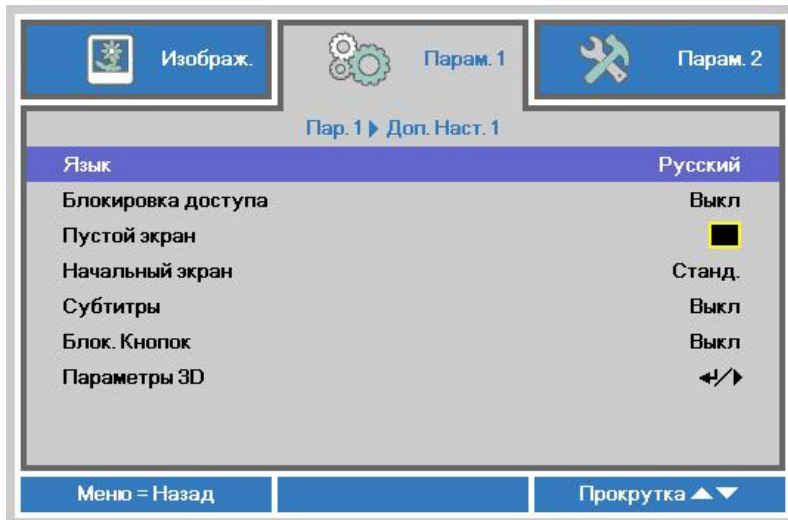 Изображ.
Парам. 1
Парам. 2
Пар. 1 ▶ Доп. Наст. 1
Язык Русский
Блокировка доступа Выкл
Пустой экран
Начальный экран Станд.
Субтитры Выкл
Блок. Кнопок Выкл
Параметры 3D ↵/▶
Меню = Назад
Прокрутка ▲▼